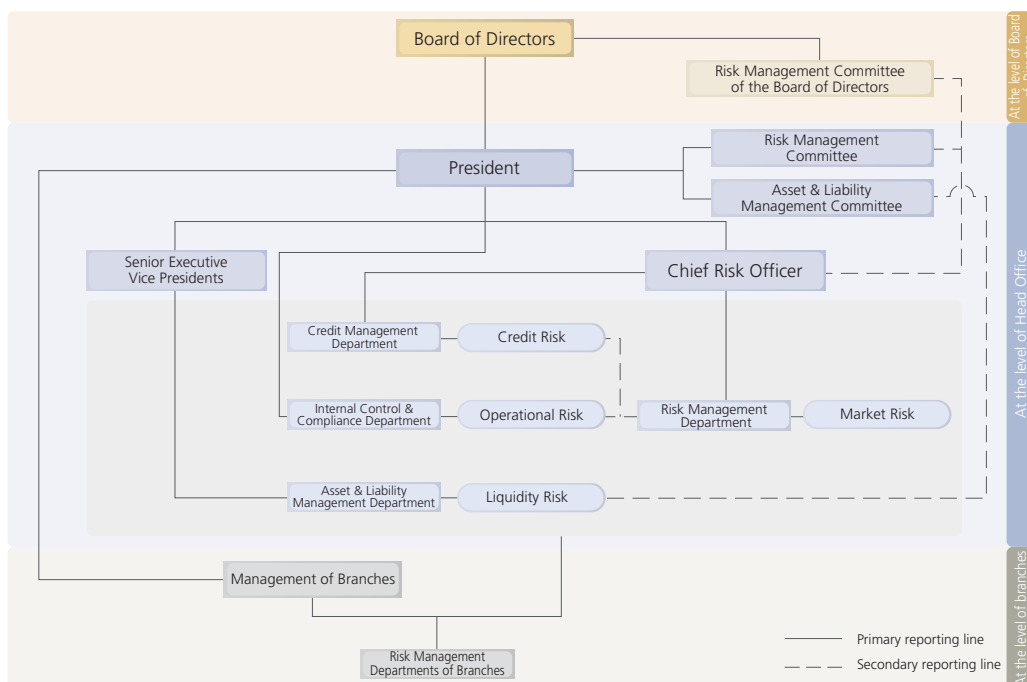 Board of Directors
Risk Management Committee
of the Board of Directors
At the level of Board
of Directors
President
Risk Management
Committee
Asset & Liability
Management Committee
Senior Executive
Vice Presidents
Chief Risk Officer
Credit Management
Department
Credit Risk
Internal Control &
Compliance Department
Operational Risk
Risk Management
Department
Market Risk
Asset & Liability
Management Department
Liquidity Risk
At the level of Head Office
Management of Branches
Risk Management
Departments of Branches
Primary reporting line
Secondary reporting line
At the level of branches